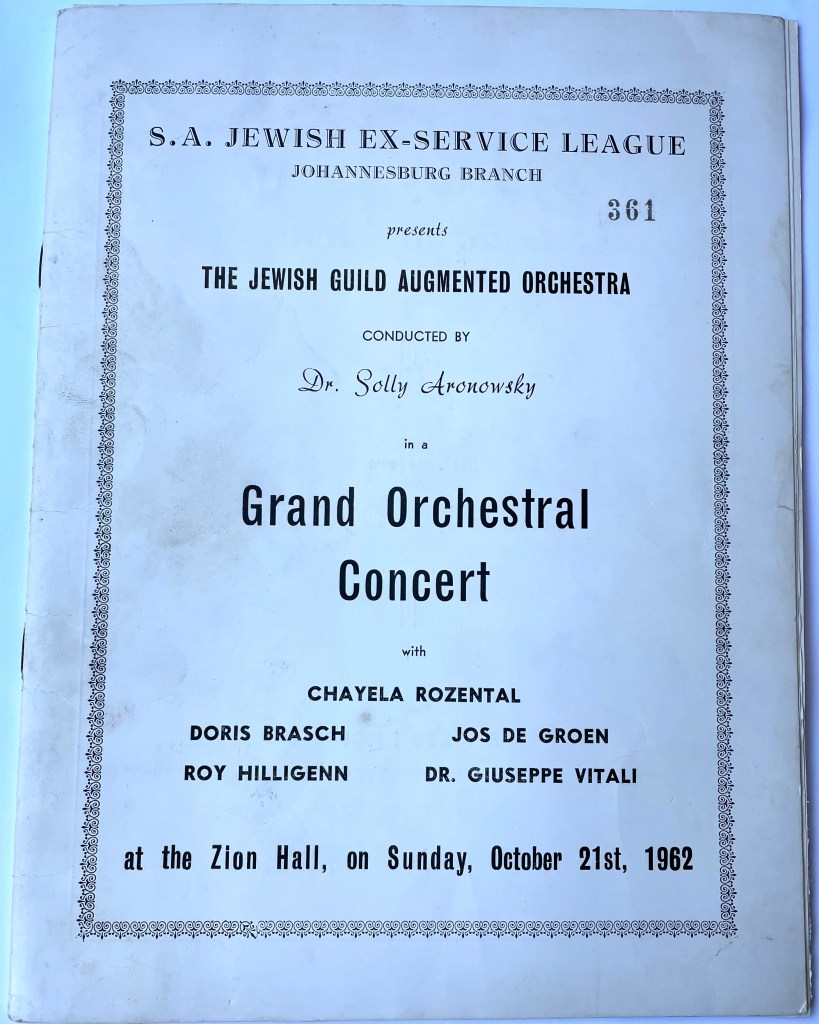 S.A. JEWISH EX-SERVICE LEAGUE
JOHANNESBURG BRANCH
361
presents
THE JEWISH GUILD AUGMENTED ORCHESTRA
CONDUCTED BY
Dr. Solly Aronowsky
in a
Grand Orchestral
Concert
with
CHAYELA ROZENTAL
DORIS BRASCH JOS DE GROEN
ROY HILLIGENN DR. GIUSEPPE VITALI
at the Zion Hall, on Sunday, October 21st, 1962